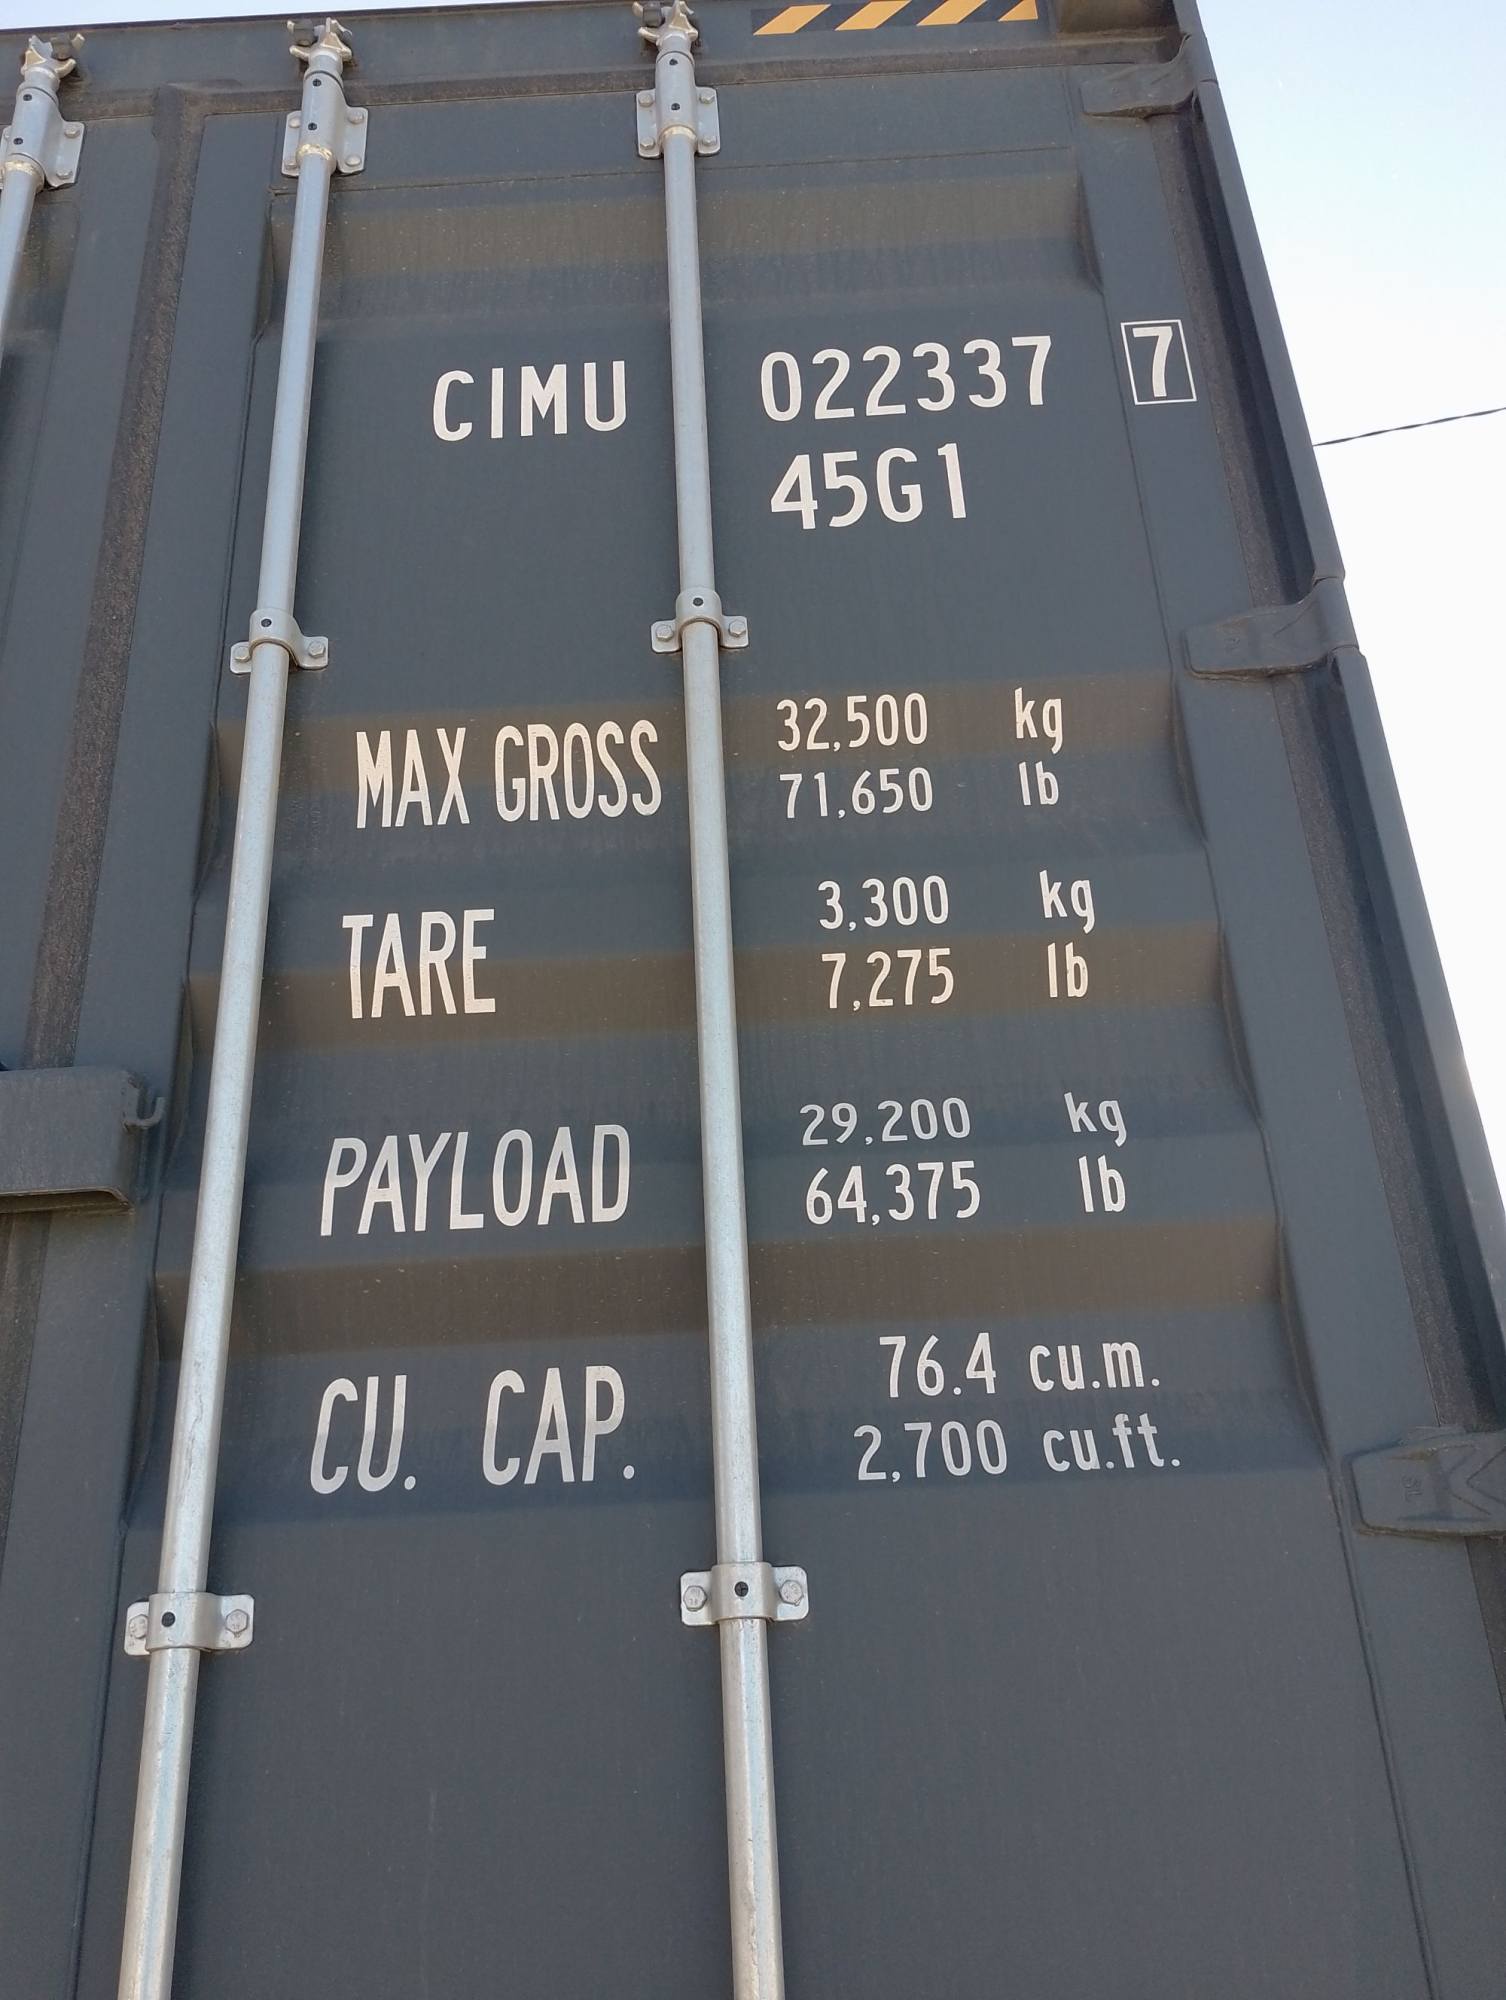 CIMU 022337 7
45G1
MAX GROSS 32,500 kg
71,650 lb
TARE 3,300 kg
7,275 lb
PAYLOAD 29,200 kg
64,375 lb
CU. CAP. 76.4 cu.m.
2,700 cu.ft.